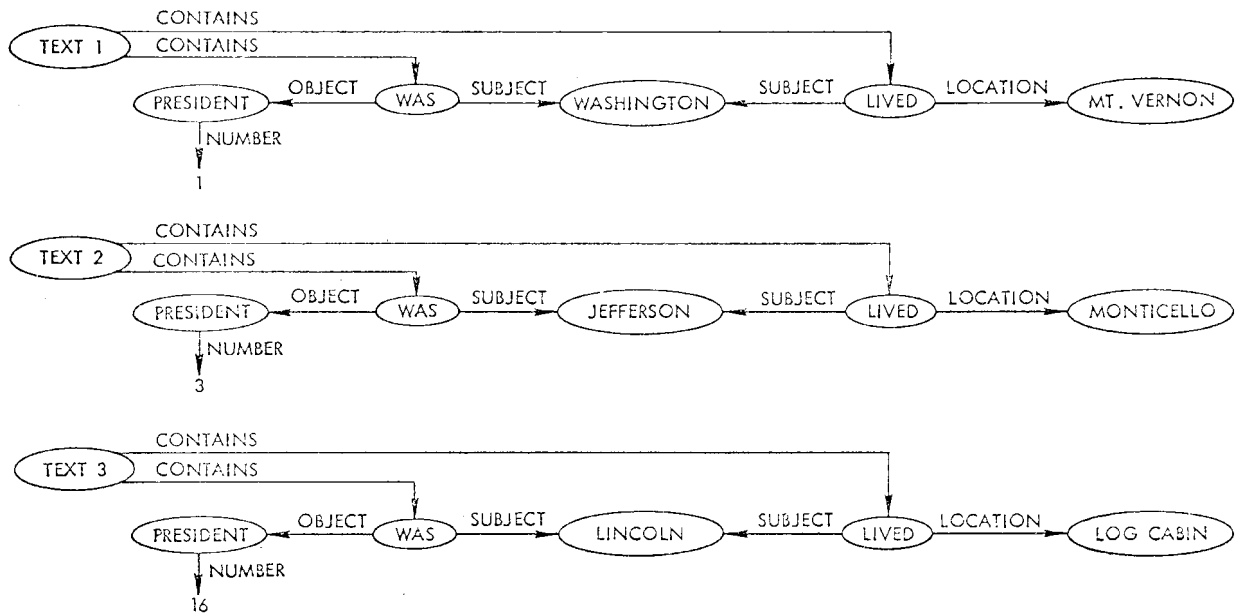 CONTAINS
TEXT 1 CONTAINS
OBJECT SUBJECT SUBJECT LOCATION
PRESIDENT WAS WASHINGTON LIVED MT. VERNON
NUMBER
1
CONTAINS
TEXT 2 CONTAINS
OBJECT SUBJECT SUBJECT LOCATION
PRESIDENT WAS JEFFERSON LIVED MONTICELLO
NUMBER
3
CONTAINS
TEXT 3 CONTAINS
OBJECT SUBJECT SUBJECT LOCATION
PRESIDENT WAS LINCOLN LIVED LOG CABIN
NUMBER
16